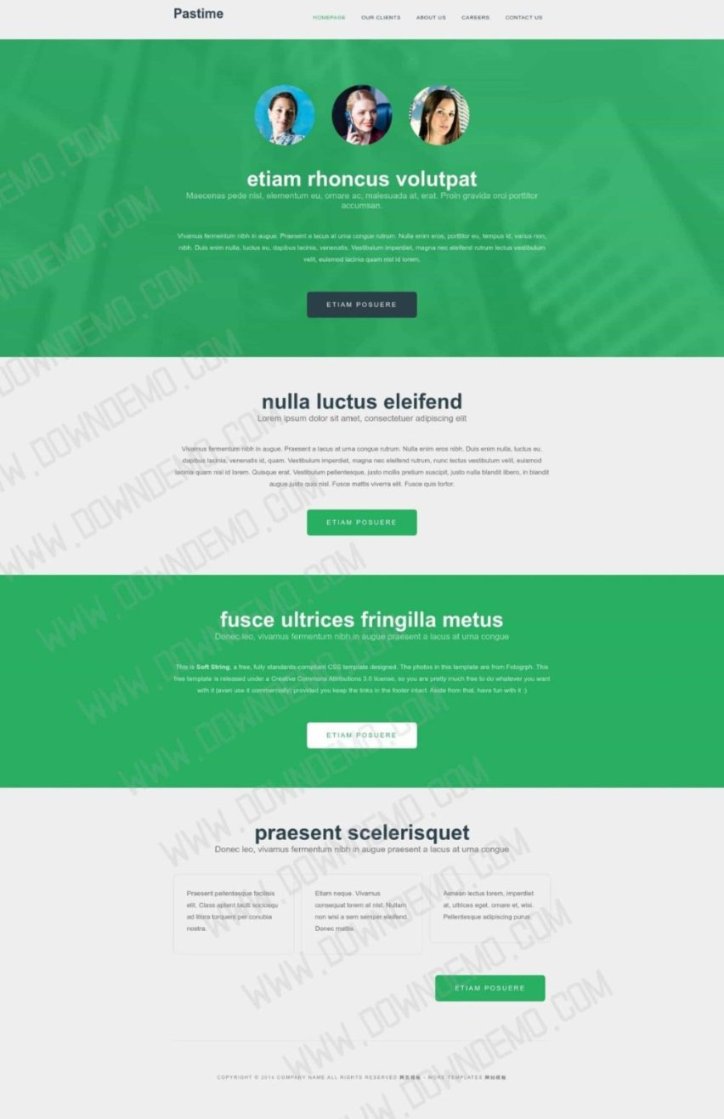 Pastime
HOMEPAGE OUR CLIENTS ABOUT US CAREERS CONTACT US
etiam rhoncus volutpat
Maecenas pede nisl, elementum eu, ornare ac, malesuada at, erat. Proin gravida orci porttitor
accumsan.
Vivamus fermentum nibh in augue. Praesent a lacus at urna congue rutrum. Nulla enim eros, porttitor eu, tempus id, varius non,
nibh. Duis enim nulla, luctus eu, dapibus lacinia, venenatis. Vestibulum imperdiet, magna nec eleifend rutrum lectus vestibulum
velit, euismod lacinia quam nisl id lorem.
ETIAM POSUERE
nulla luctus eleifend
Lorem ipsum dolor sit amet, consectetuer adipiscing elit
Vivamus fermentum nibh in augue. Praesent a lacus at urna congue rutrum. Nulla enim eros nibh. Duis enim nulla, luctus eu,
dapibus lacinia, venenatis id, quam. Vestibulum imperdiet, magna nec eleifend rutrum, nunc lectus vestibulum velit, euismod
lacinia quam nisl id lorem. Quisque erat. Vestibulum pellentesque, justo mollis pretium suscipit, justo nulla blandit libero, in blandit
augue justo quis nisl. Fusce mattis viverra elit. Fusce quis tortor.
ETIAM POSUERE
fusce ultrices fringilla metus
Donec leo, vivamus fermentum nibh in augue praesent a lacus at urna congue
This is Soft String, a free, fully standards-compliant CSS template designed. The photos in this template are from Fotogrph. This
free template is released under a Creative Commons Attributions 3.0 license, so you are pretty much free to do whatever you want
with it (even use it commercially) provided you keep the links in the footer intact. Aside from that, have fun with it :)
ETIAM POSUERE
praesent scelerisquet
Donec leo, vivamus fermentum nibh in augue praesent a lacus at urna congue
Praesent pellentesque facilisis
elit. Class aptent taciti sociosqu
ad litora torquent per conubia
nostra.
Etiam neque. Vivamus
consequat lorem at nisl. Nullam
non wisi a sem semper eleifend.
Donec mattis.
Aenean lectus lorem, imperdiet
at, ultrices eget, ornare et, wisi.
Pellentesque adipiscing purus.
ETIAM POSUERE
COPYRIGHT © 2014 COMPANY NAME ALL RIGHTS RESERVED 网页模板 - MORE TEMPLATES 网站模板
WWW.DOWNDEMO.COM